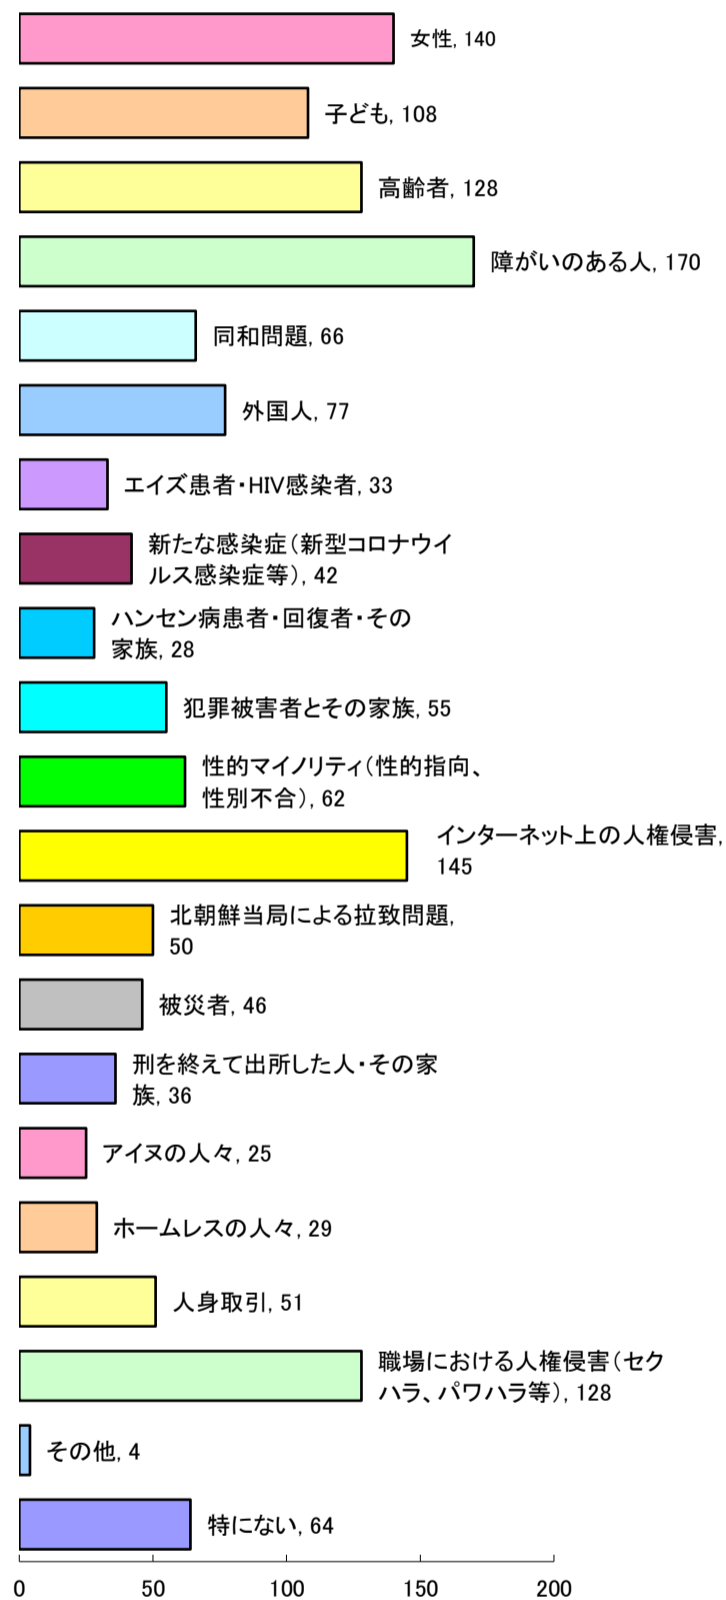 女性, 140
子ども, 108
高齢者, 128
障がいのある人, 170
同和問題, 66
外国人, 77
エイズ患者・HIV感染者, 33
新たな感染症（新型コロナウイ
ルス感染症等）, 42
ハンセン病患者・回復者・その
家族, 28
犯罪被害者とその家族, 55
性的マイノリティ（性的指向、
性別不合）, 62
インターネット上の人権侵害,
145
北朝鮮当局による拉致問題,
50
被災者, 46
刑を終えて出所した人・その家
族, 36
アイヌの人々, 25
ホームレスの人々, 29
人身取引, 51
職場における人権侵害（セク
ハラ、パワハラ等）, 128
その他, 4
特にない, 64
0 50 100 150 200